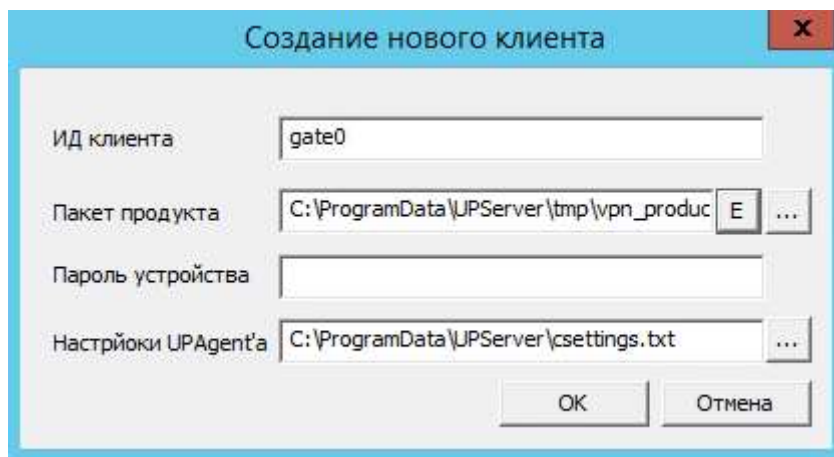 Создание нового клиента
x
ИД клиента gate0
Пакет продукта C:\ProgramData\UPServer\tmp\vpn_produc E ...
Пароль устройства
Настрйоки UPAgent'а C:\ProgramData\UPServer\csettings.txt ...
OK Отмена